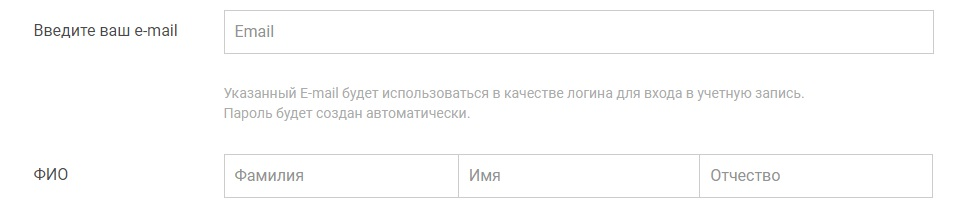 Введите ваш e-mail
Email
Указанный E-mail будет использоваться в качестве логина для входа в учетную запись.
Пароль будет создан автоматически.
ФИО
Фамилия
Имя
Отчество